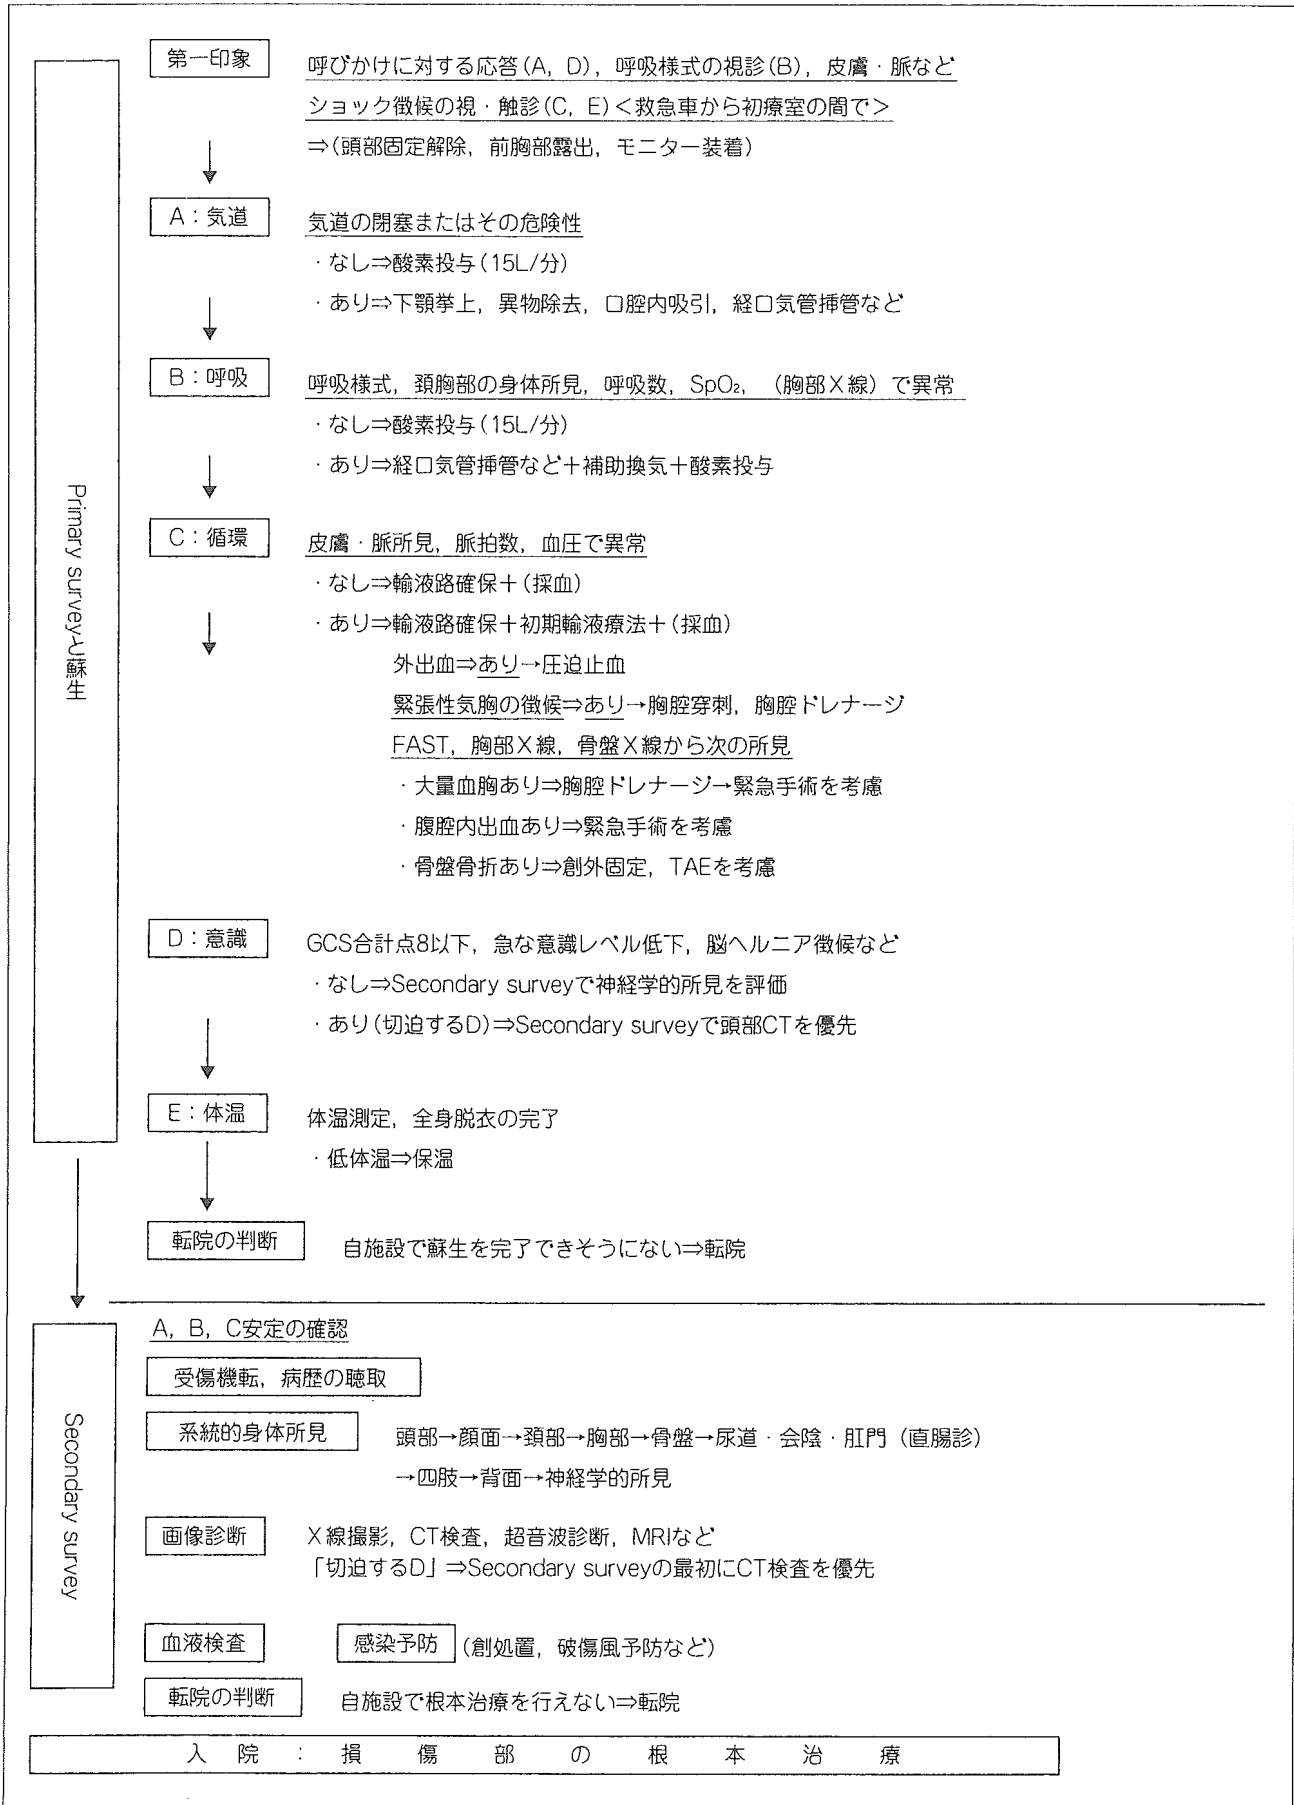 第一印象
呼びかけに対する応答(A, D), 呼吸様式の視診(B), 皮膚・脈など
ショック徴候の視・触診(C, E)<救急車から初療室の間で>
⇒(頭部固定解除, 前胸部露出, モニター装着)
A:気道
気道の閉塞またはその危険性
・なし⇒酸素投与(15L/分)
・あり⇒下顎挙上, 異物除去, 口腔内吸引, 経口気管挿管など
B:呼吸
呼吸様式, 頚胸部の身体所見, 呼吸数, SpO₂, (胸部X線)で異常
・なし⇒酸素投与(15L/分)
・あり⇒経口気管挿管など+補助換気+酸素投与
C:循環
皮膚・脈所見, 脈拍数, 血圧で異常
・なし⇒輸液路確保+(採血)
・あり⇒輸液路確保+初期輸液療法+(採血)
外出血⇒あり→圧迫止血
緊張性気胸の徴候⇒あり→胸腔穿刺, 胸腔ドレナージ
FAST, 胸部X線, 骨盤X線から次の所見
・大量血胸あり⇒胸腔ドレナージ→緊急手術を考慮
・腹腔内出血あり⇒緊急手術を考慮
・骨盤骨折あり⇒創外固定, TAEを考慮
Primary surveyと蘇生
D:意識
GCS合計点8以下, 急な意識レベル低下, 脳ヘルニア徴候など
・なし⇒Secondary surveyで神経学的所見を評価
・あり(切迫するD)⇒Secondary surveyで頭部CTを優先
E:体温
体温測定, 全身脱衣の完了
・低体温⇒保温
転院の判断
自施設で蘇生を完了できそうにない⇒転院
Secondary survey
A, B, C安定の確認
受傷機転, 病歴の聴取
系統的身体所見
頭部→顔面→頚部→胸部→骨盤→尿道・会陰・肛門(直腸診)
→四肢→背面→神経学的所見
画像診断
X線撮影, CT検査, 超音波診断, MRIなど
「切迫するD」⇒Secondary surveyの最初にCT検査を優先
血液検査
感染予防 (創処置, 破傷風予防など)
転院の判断
自施設で根本治療を行えない⇒転院
入院:損傷部の根本治療